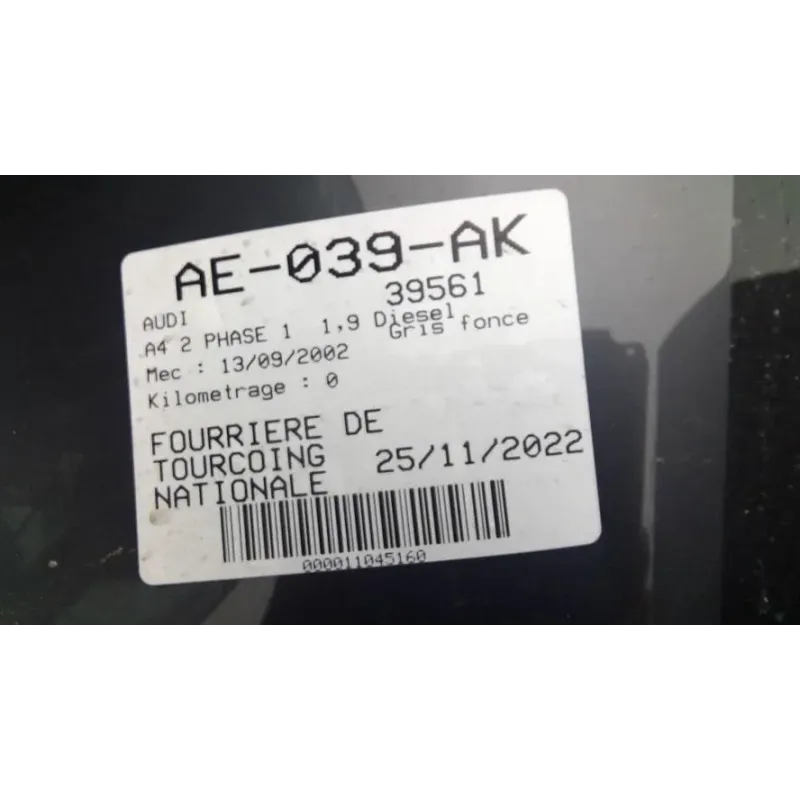 AE-039-AK
39561
AUDI
A4 2 PHASE 1 1,9 Diesel
Gris fonce
Mec : 13/09/2002
Kilometrage : 0
FOURRIERE DE
TOURCOING 25/11/2022
NATIONALE
000011045160